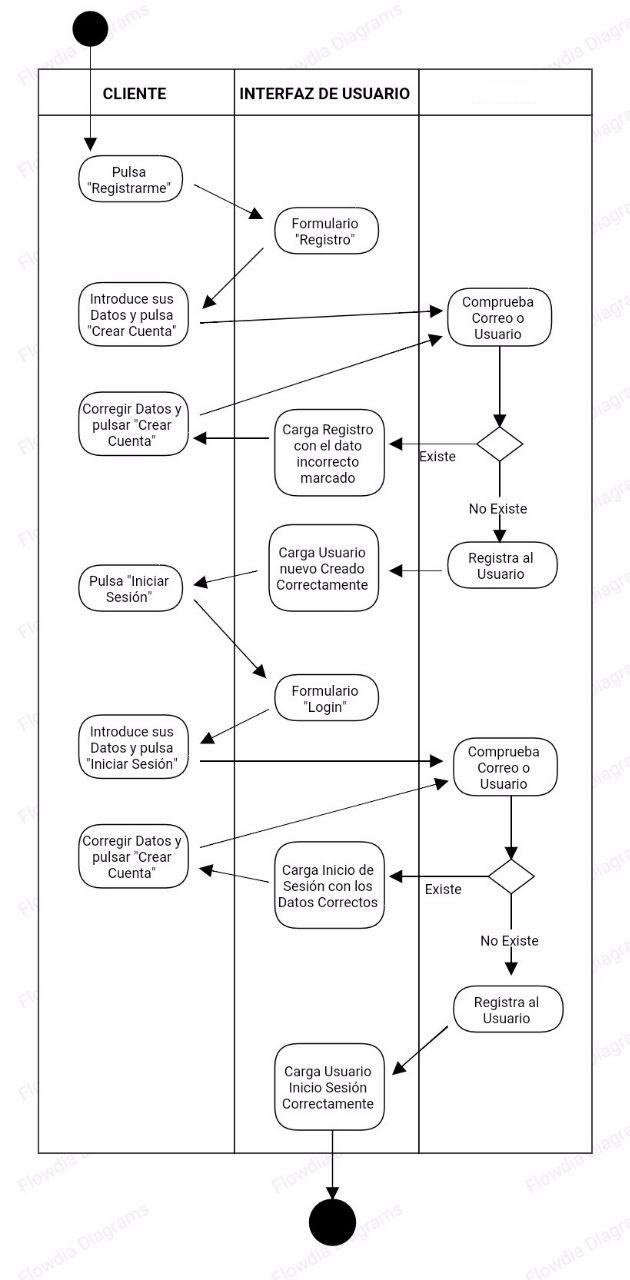 CLIENTE
INTERFAZ DE USUARIO
Pulsa
"Registrarme"
Formulario
"Registro"
Introduce sus
Datos y pulsa
"Crear Cuenta"
Comprueba
Correo o
Usuario
Corregir Datos y
pulsar "Crear
Cuenta"
Carga Registro
con el dato
incorrecto
marcado
Existe
No Existe
Carga Usuario
nuevo Creado
Correctamente
Registra al
Usuario
Pulsa "Iniciar
Sesión"
Formulario
"Login"
Introduce sus
Datos y pulsa
"Iniciar Sesión"
Comprueba
Correo o
Usuario
Corregir Datos y
pulsar "Crear
Cuenta"
Carga Inicio de
Sesión con los
Datos Correctos
Existe
No Existe
Registra al
Usuario
Carga Usuario
Inicio Sesión
Correctamente
Flowdia Diagrams
Flowdia Diagrams